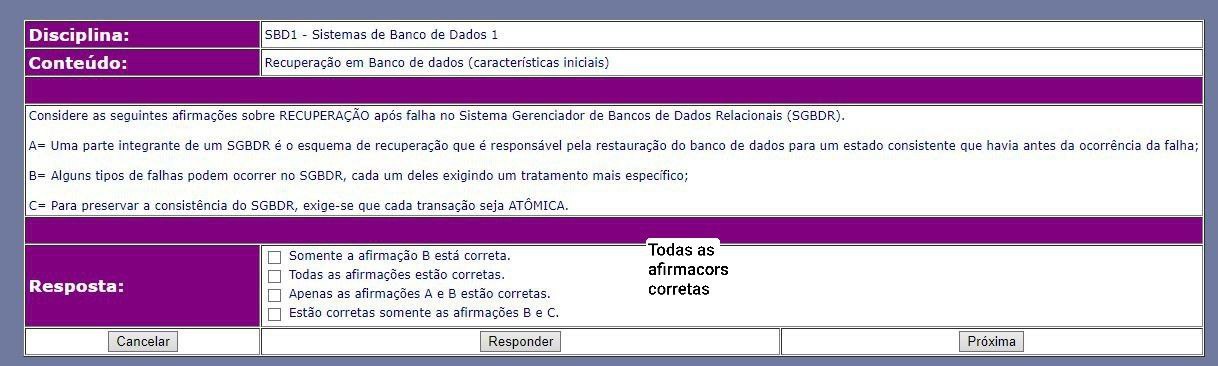 Disciplina: SBD1 - Sistemas de Banco de Dados 1
Conteúdo: Recuperação em Banco de dados (características iniciais)
Considere as seguintes afirmações sobre RECUPERAÇÃO após falha no Sistema Gerenciador de Bancos de Dados Relacionais (SGBDR).
A= Uma parte integrante de um SGBDR é o esquema de recuperação que é responsável pela restauração do banco de dados para um estado consistente que havia antes da ocorrência da falha;
B= Alguns tipos de falhas podem ocorrer no SGBDR, cada um deles exigindo um tratamento mais específico;
C= Para preservar a consistência do SGBDR, exige-se que cada transação seja ATÔMICA.
Resposta:
Somente a afirmação B está correta.
Todas as afirmações estão corretas.
Apenas as afirmações A e B estão corretas.
Estão corretas somente as afirmações B e C.
Todas as
afirmacors
corretas
Cancelar Responder Próxima